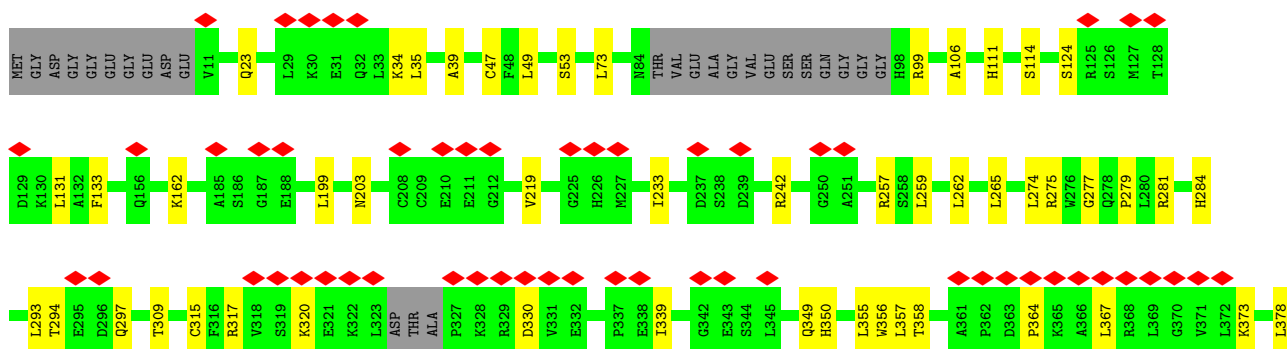 MET GLY ASP GLY GLY GLU GLY GLU ASP GLU V11 Q23 L29 K30 E31 Q32 L33 K34 L35 A39 C47 F48 L49 S53 L73 N84 THR VAL GLU ALA GLY VAL GLU SER SER GLN GLY GLY GLY H98 R99 A106 H111 S114 S124 R125 S126 M127 T128
D129 K130 L131 A132 F133 Q156 K162 A185 S186 G187 E188 L199 N203 C208 C209 E210 E211 G212 V219 G225 H226 M227 I233 D237 S238 D239 R242 G250 A251 R257 S258 L259 L262 L265 L274 R275 W276 G277 Q278 P279 L280 R281 H284
L293 T294 E295 D296 Q297 T309 C315 F316 R317 V318 S319 K320 E321 K322 L323 ASP THR ALA P327 K328 R329 D330 V331 E332 P337 E338 I339 G342 E343 S344 L345 Q349 H350 L355 W356 L357 T358 A361 P362 D363 P364 K365 A366 L367 R368 L369 G370 V371 L372 K373 L378